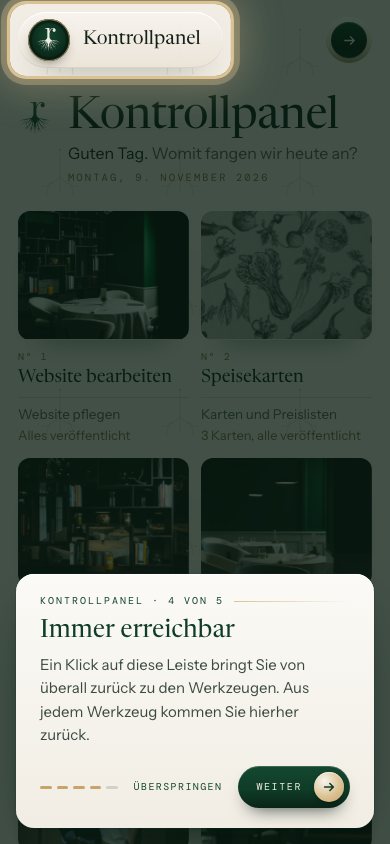 Kontrollpanel
Kontrollpanel
Guten Tag. Womit fangen wir heute an?
MONTAG, 9. NOVEMBER 2026
N° 1
Website bearbeiten
Website pflegen
Alles veröffentlicht
N° 2
Speisekarten
Karten und Preislisten
3 Karten, alle veröffentlicht
KONTROLLPANEL · 4 VON 5
Immer erreichbar
Ein Klick auf diese Leiste bringt Sie von
überall zurück zu den Werkzeugen. Aus
jedem Werkzeug kommen Sie hierher
zurück.
ÜBERSPRINGEN
WEITER